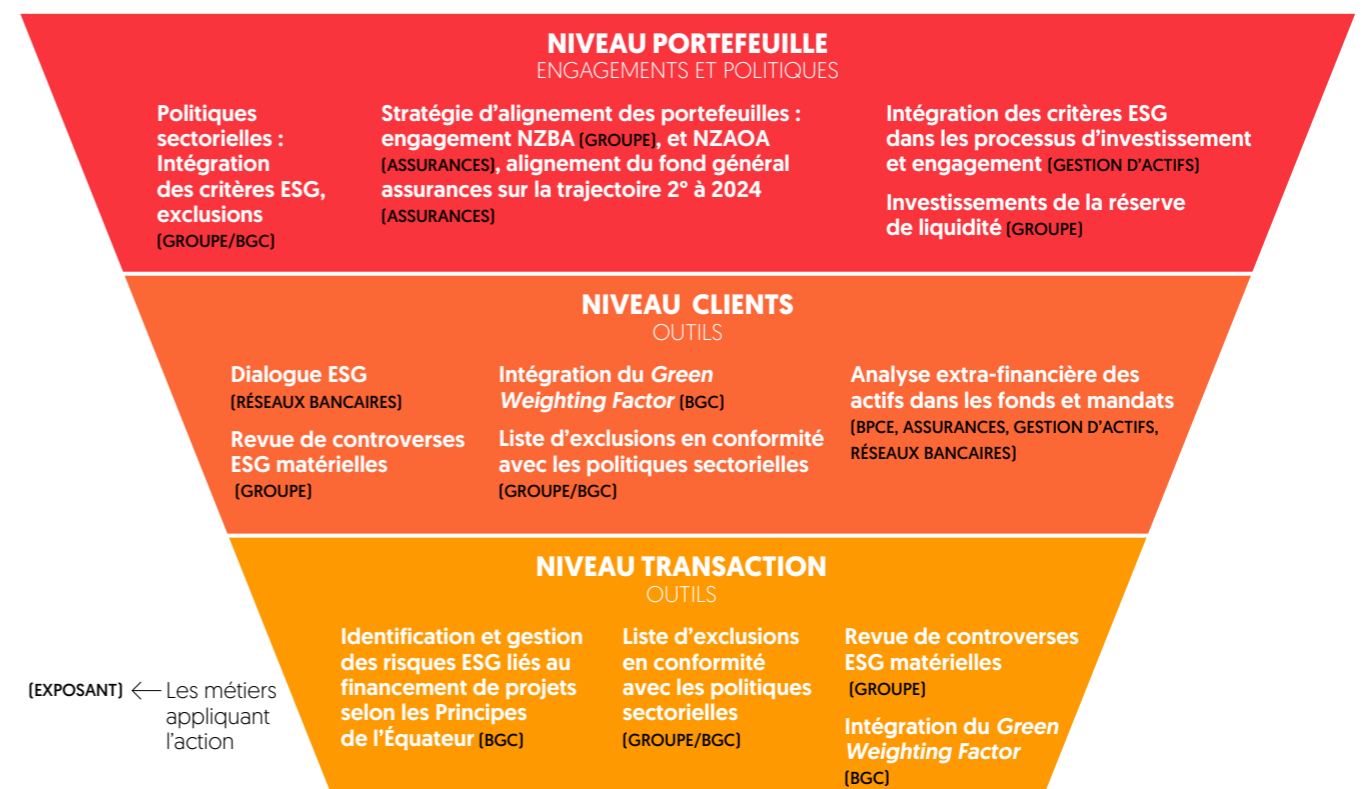 NIVEAU PORTEFEUILLE
ENGAGEMENTS ET POLITIQUES
Politiques
sectorielles :
Intégration
des critères ESG,
exclusions
(GROUPE/BGC)
Stratégie d’alignement des portefeuilles :
engagement NZBA (GROUPE), et NZAOA
(ASSURANCES), alignement du fond général
assurances sur la trajectoire 2° à 2024
(ASSURANCES)
Intégration des critères ESG
dans les processus d’investissement
et engagement (GESTION D’ACTIFS)
Investissements de la réserve
de liquidité (GROUPE)
NIVEAU CLIENTS
OUTILS
Dialogue ESG
(RÉSEAUX BANCAIRES)
Revue de controverses
ESG matérielles
(GROUPE)
Intégration du Green
Weighting Factor (BGC)
Liste d’exclusions en conformité
avec les politiques sectorielles
(GROUPE/BGC)
Analyse extra-financière des
actifs dans les fonds et mandats
(BPCE, ASSURANCES, GESTION D’ACTIFS,
RÉSEAUX BANCAIRES)
NIVEAU TRANSACTION
OUTILS
Identification et gestion
des risques ESG liés au
financement de projets
selon les Principes
de l’Équateur (BGC)
Liste d’exclusions
en conformité
avec les politiques
sectorielles
(GROUPE/BGC)
Revue de controverses
ESG matérielles
(GROUPE)
Intégration du Green
Weighting Factor
(BGC)
(EXPOSANT) ← Les métiers
appliquant
l’action